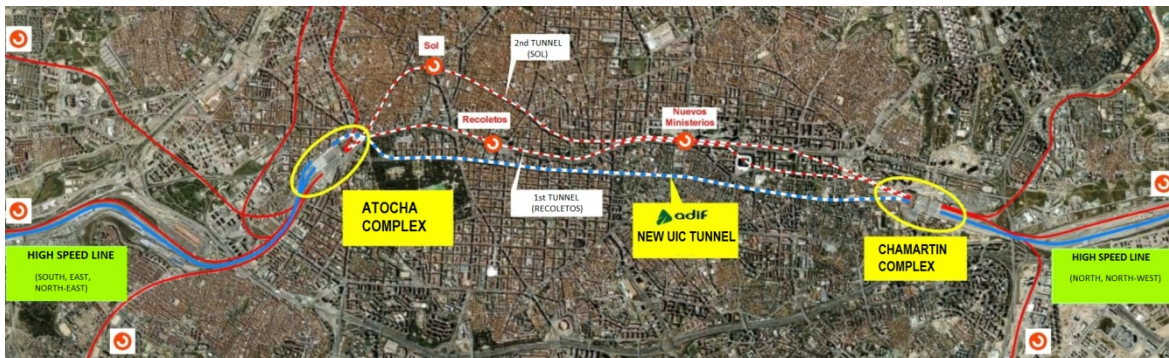 Sol
2nd TUNNEL
(SOL)
Recoletos
Nuevos
Ministerios
1st TUNNEL
(RECOLETOS)
ATOCHA
COMPLEX
adif
NEW UIC TUNNEL
CHAMARTIN
COMPLEX
HIGH SPEED LINE
(SOUTH, EAST,
NORTH-EAST)
HIGH SPEED LINE
(NORTH, NORTH-WEST)